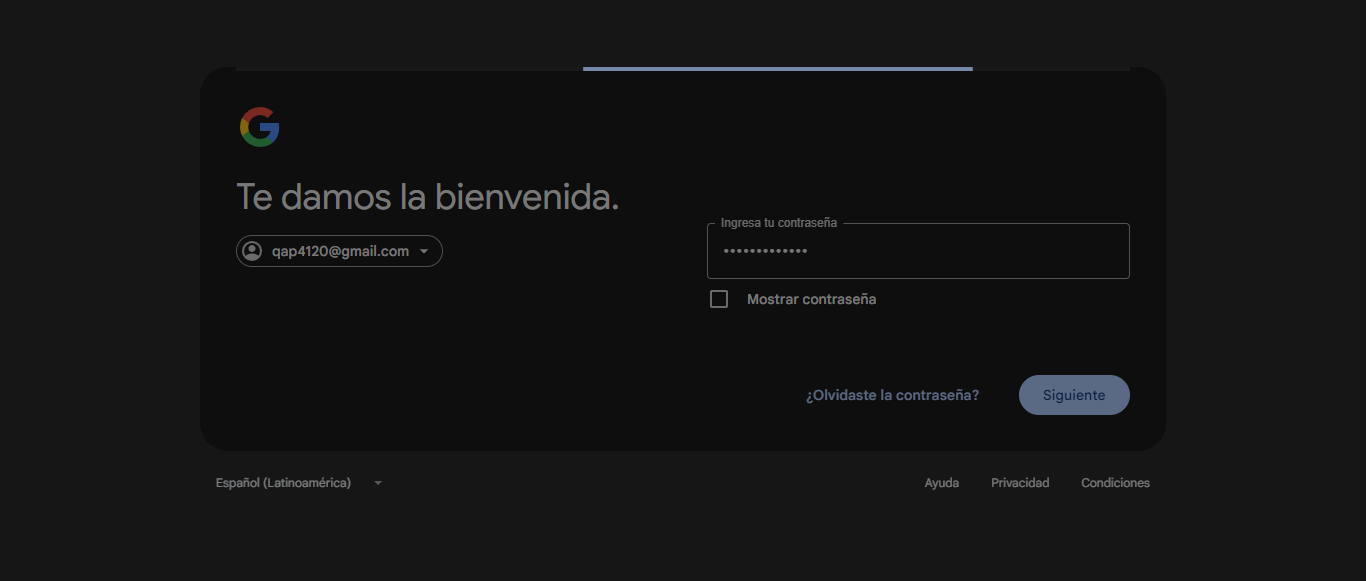 Te damos la bienvenida.
qap4120@gmail.com
Ingresa tu contraseña
•••••••••••••
Mostrar contraseña
¿Olvidaste la contraseña?
Siguiente
Español (Latinoamérica)
Ayuda
Privacidad
Condiciones